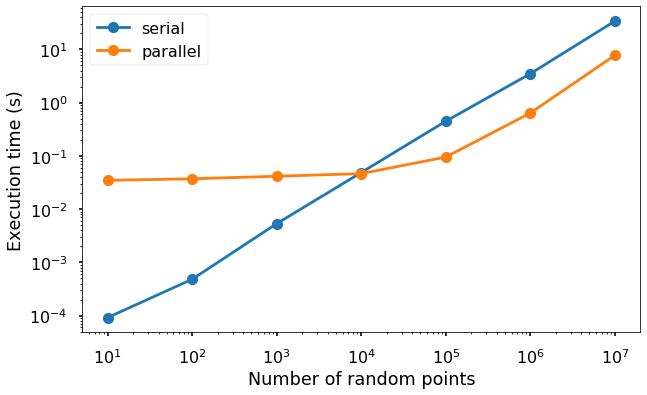 serial
parallel
Execution time (s)
10¹
10⁰
10⁻¹
10⁻²
10⁻³
10⁻⁴
10¹ 10² 10³ 10⁴ 10⁵ 10⁶ 10⁷
Number of random points